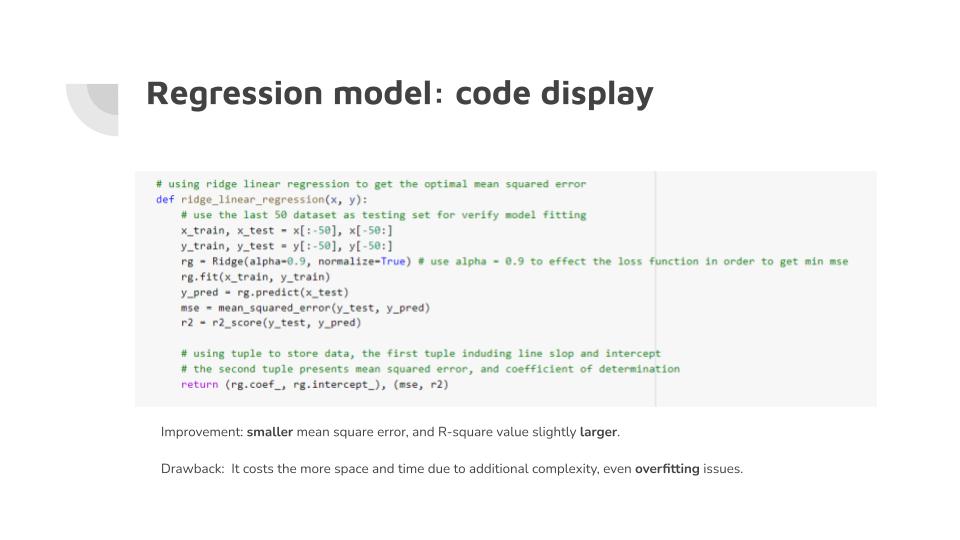 Regression model: code display
# using ridge linear regression to get the optimal mean squared error
def ridge_linear_regression(x, y):
# use the last 50 dataset as testing set for verify model fitting
x_train, x_test = x[:-50], x[-50:]
y_train, y_test = y[:-50], y[-50:]
rg = Ridge(alpha=0.9, normalize=True) # use alpha = 0.9 to effect the loss function in order to get min mse
rg.fit(x_train, y_train)
y_pred = rg.predict(x_test)
mse = mean_squared_error(y_test, y_pred)
r2 = r2_score(y_test, y_pred)
# using tuple to store data, the first tuple induding line slop and intercept
# the second tuple presents mean squared error, and coefficient of determination
return (rg.coef_, rg.intercept_), (mse, r2)
Improvement: smaller mean square error, and R-square value slightly larger.
Drawback: It costs the more space and time due to additional complexity, even overfitting issues.